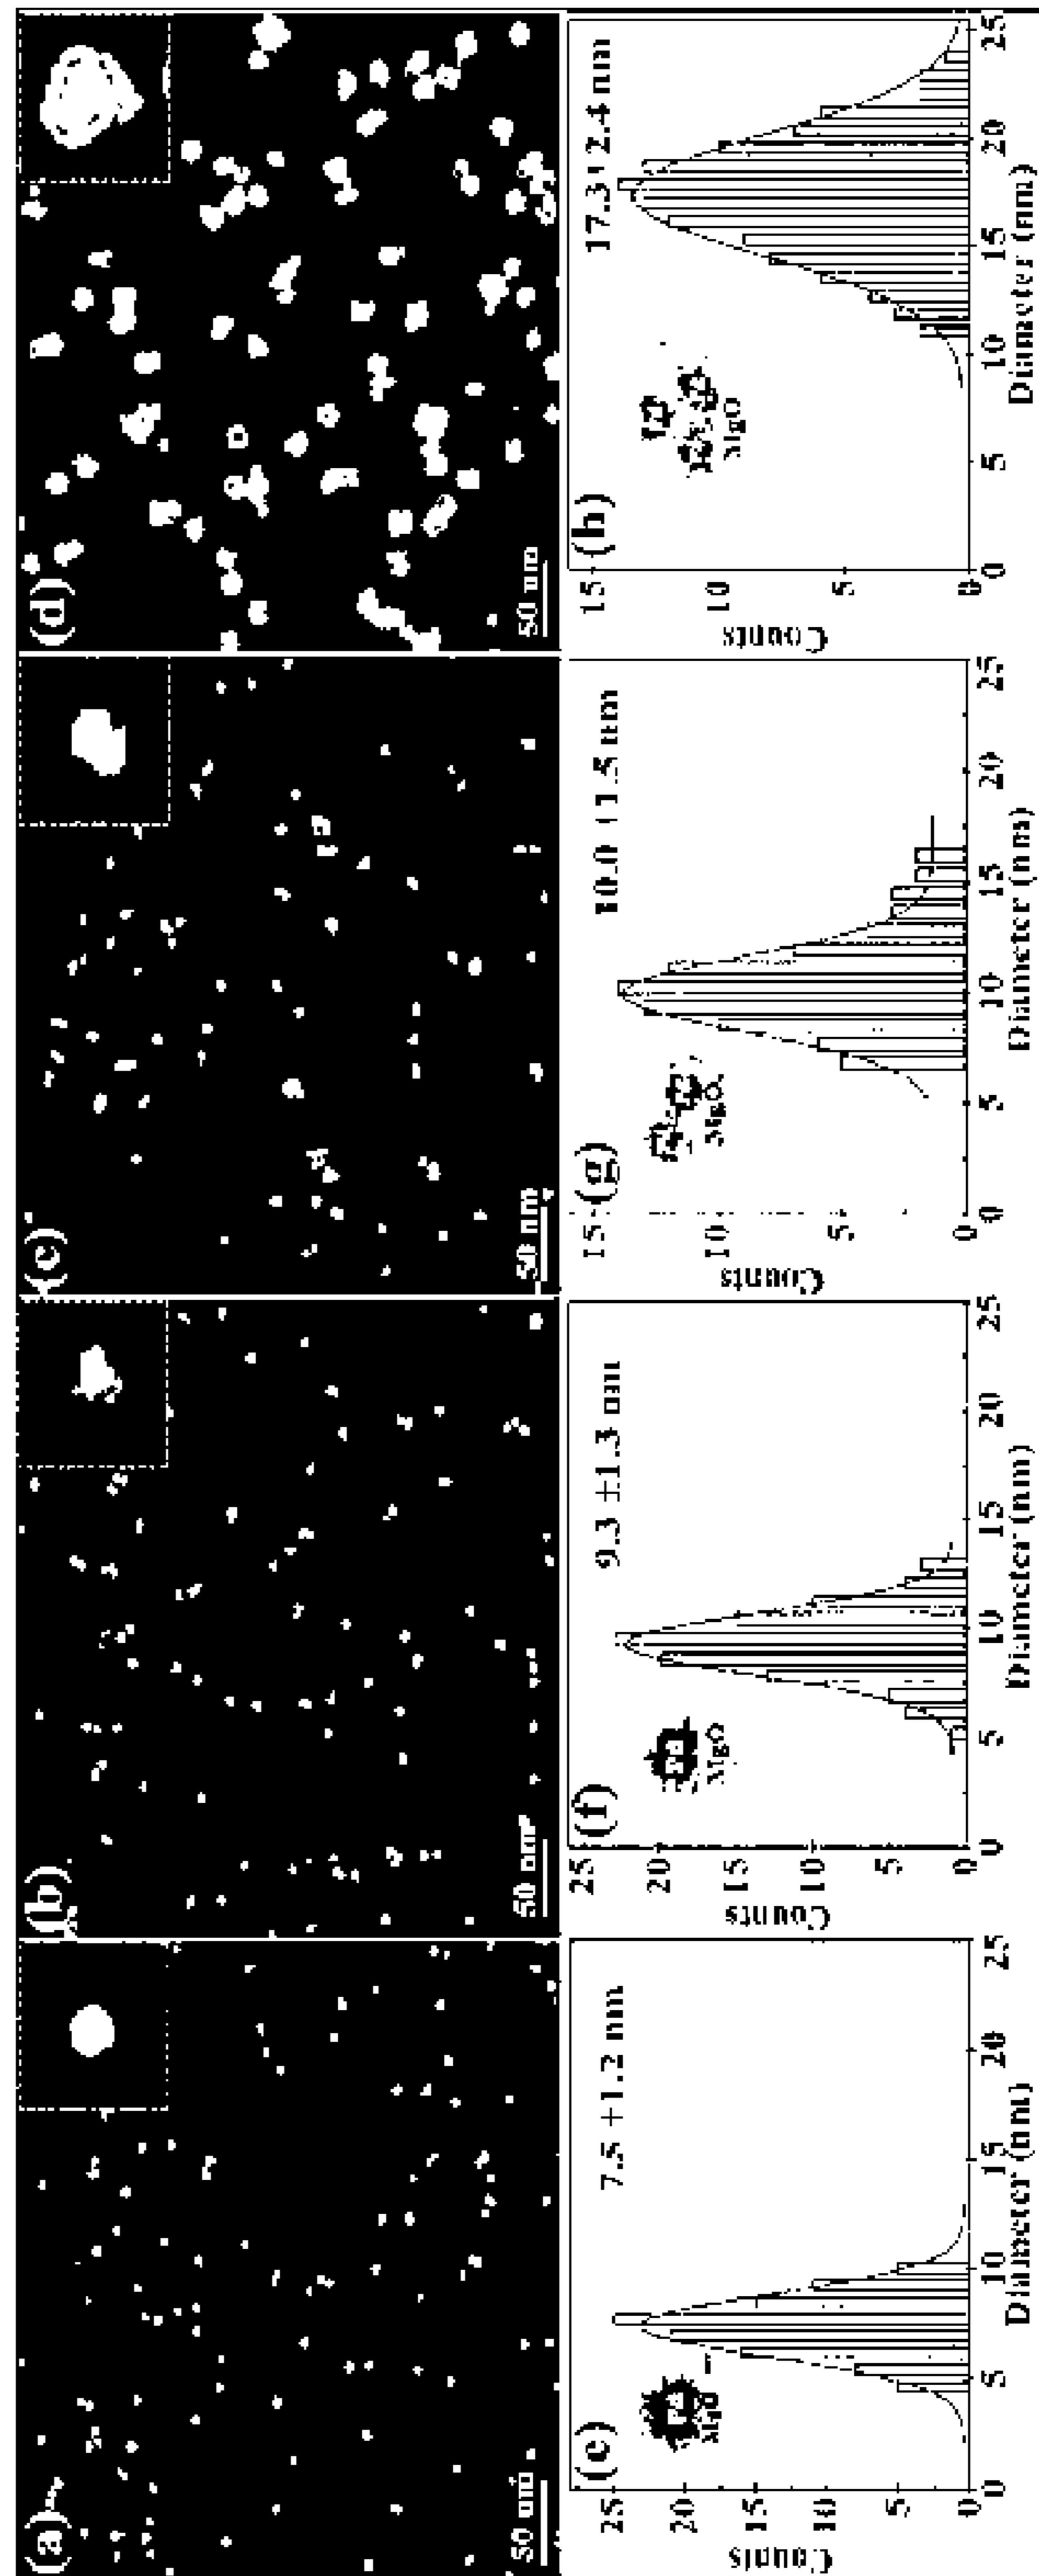 (a)
50 nm
(b)
50 nm
(c)
50 nm
(d)
50 nm
(e)
7.5 ±1.2 nm
MgO
Counts
25
20
15
10
5
0
0 5 10 15 20 25
Diameter (nm)
(f)
9.3 ±1.3 nm
MgO
Counts
25
20
15
10
5
0
0 5 10 15 20 25
Diameter (nm)
(g)
10.0 ±1.5 nm
MgO
Counts
15
10
5
0
0 5 10 15 20 25
Diameter (nm)
(h)
17.3±2.4 nm
MgO
Counts
15
10
5
0
0 5 10 15 20 25
Diameter (nm)